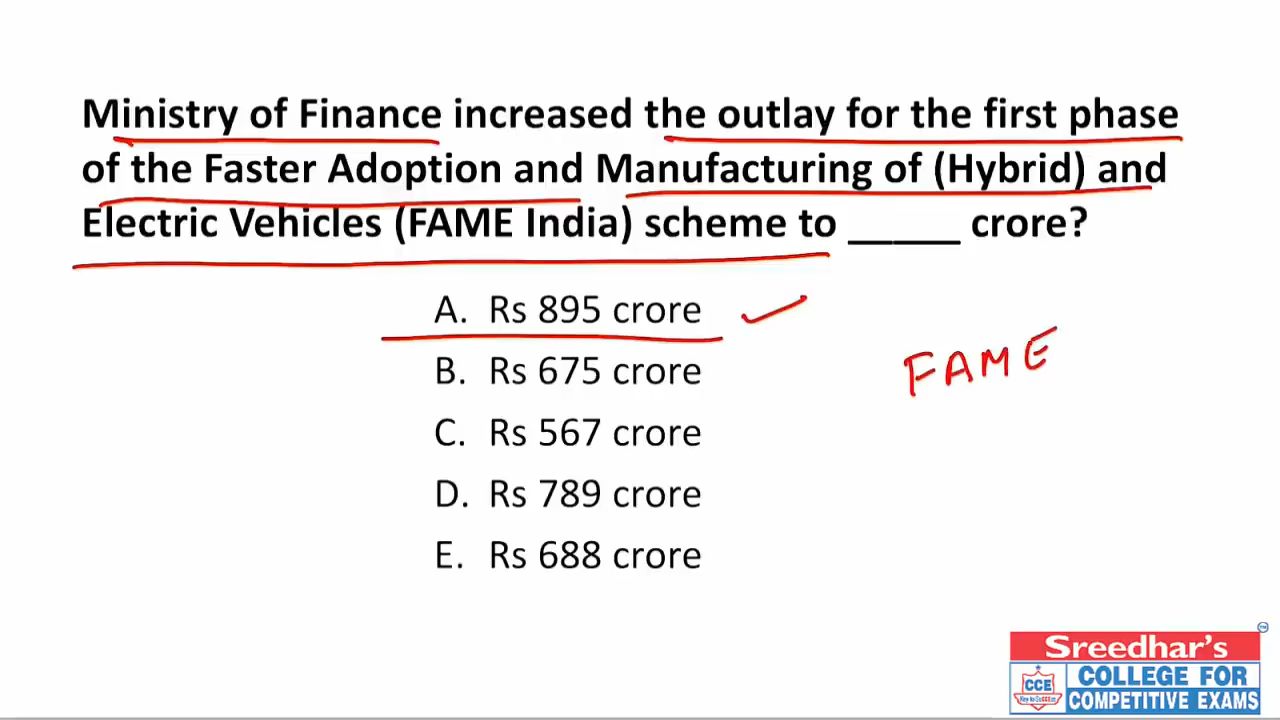 Ministry of Finance increased the outlay for the first phase
of the Faster Adoption and Manufacturing of (Hybrid) and
Electric Vehicles (FAME India) scheme to _____ crore?
A. Rs 895 crore
B. Rs 675 crore
FAME
C. Rs 567 crore
D. Rs 789 crore
E. Rs 688 crore
Sreedhar's
CCE
COLLEGE FOR
COMPETITIVE EXAMS